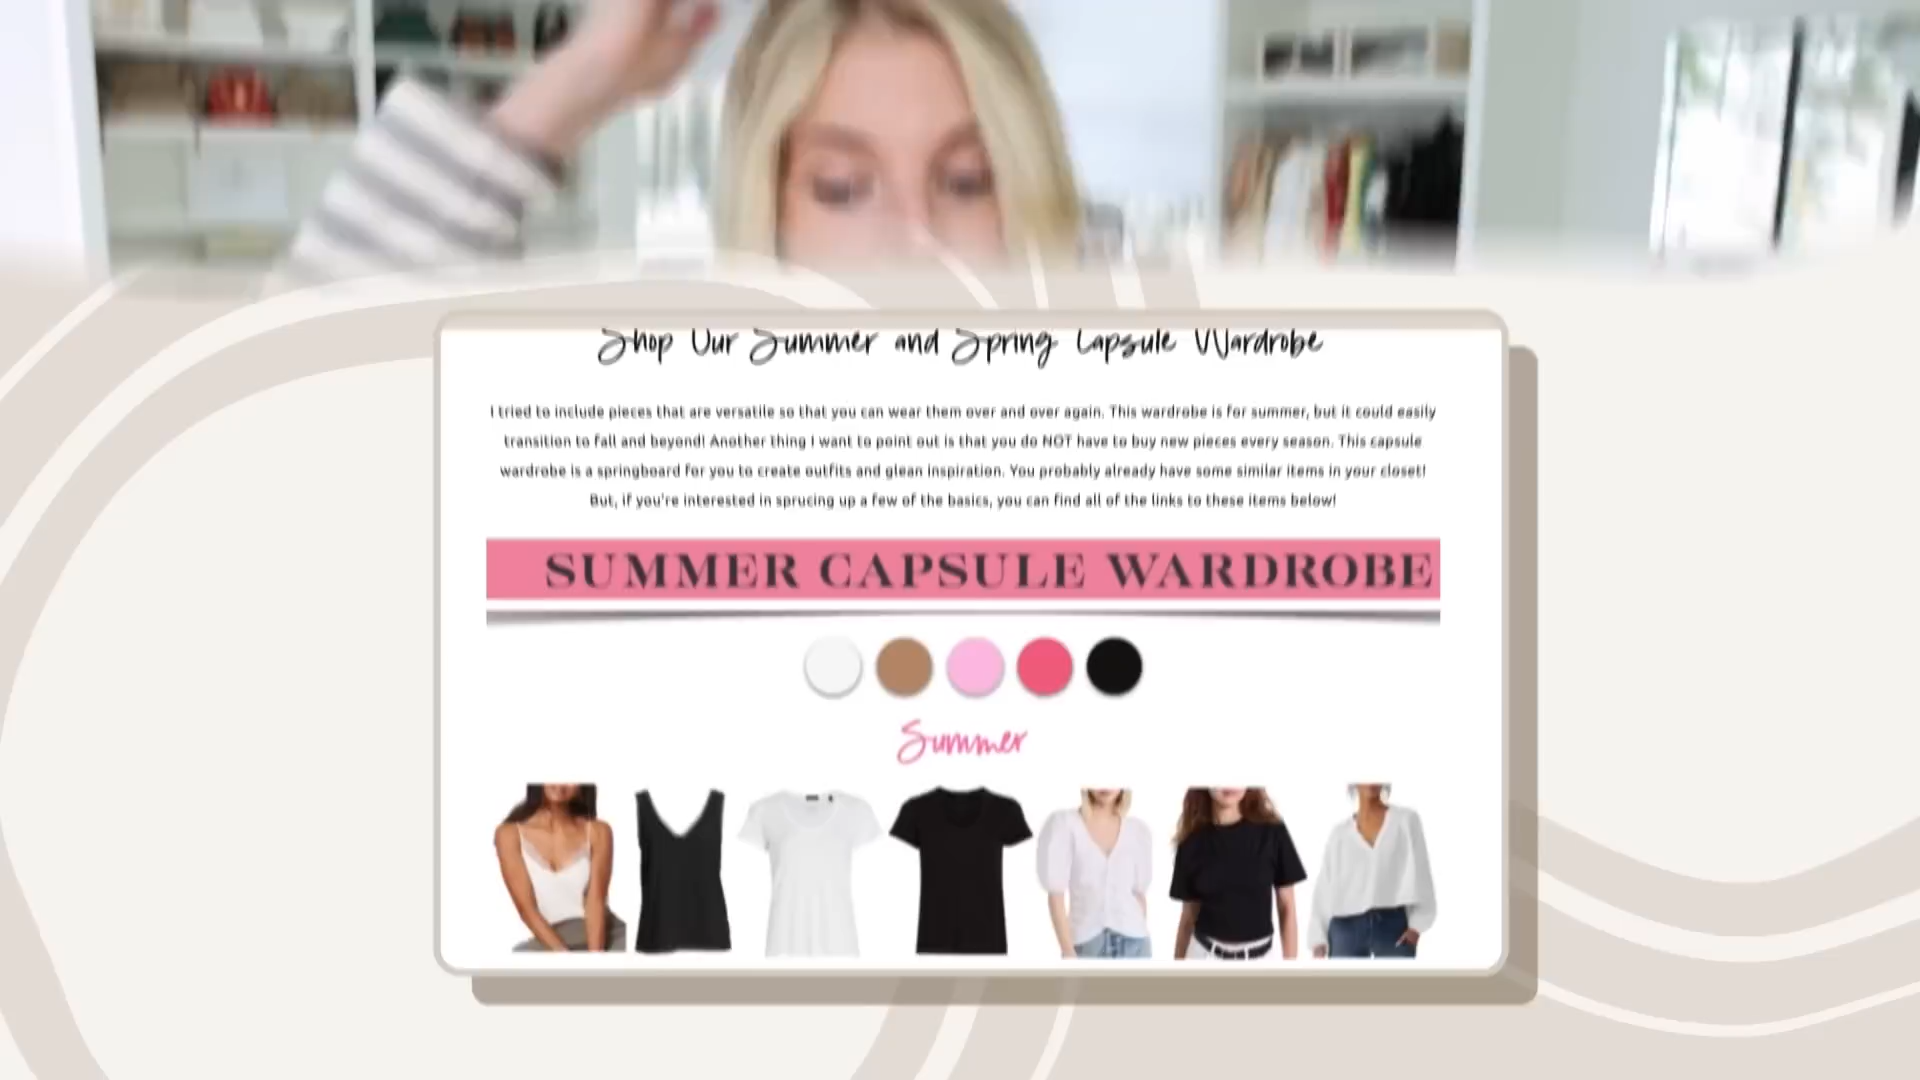 Shop Our Summer and Spring Capsule Wardrobe
I tried to include pieces that are versatile so that you can wear them over and over again. This wardrobe is for summer, but it could easily
transition to fall and beyond! Another thing I want to point out is that you do NOT have to buy new pieces every season. This capsule
wardrobe is a springboard for you to create outfits and glean inspiration. You probably already have some similar items in your closet!
But, if you're interested in sprucing up a few of the basics, you can find all of the links to these items below!
SUMMER CAPSULE WARDROBE
Summer